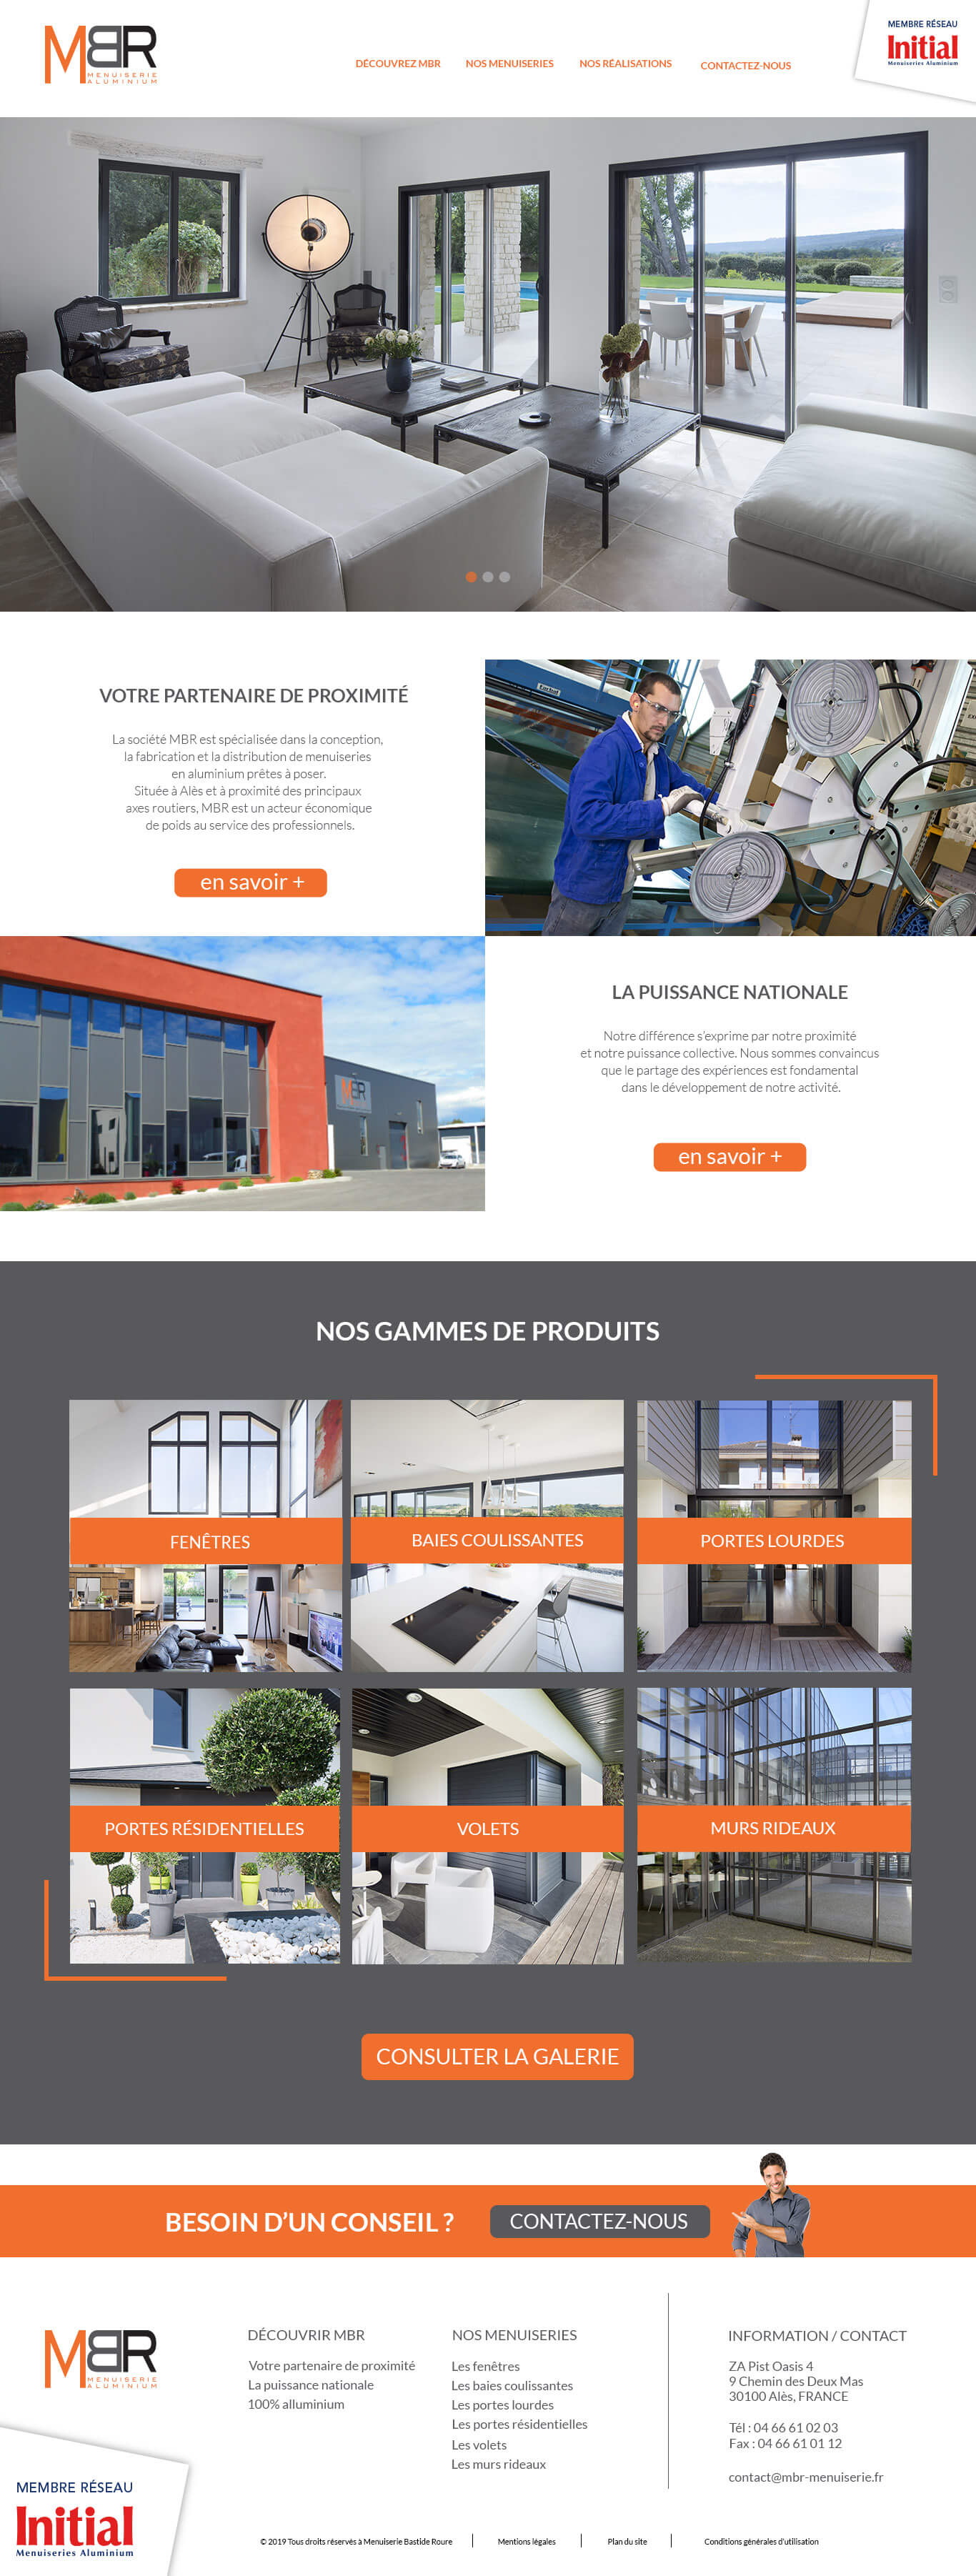 MBR
MENUISERIE
ALUMINIUM
DÉCOUVREZ MBR
NOS MENUISERIES
NOS RÉALISATIONS
CONTACTEZ-NOUS
MEMBRE RÉSEAU
Initial
Menuiseries Aluminium
VOTRE PARTENAIRE DE PROXIMITÉ
La société MBR est spécialisée dans la conception,
la fabrication et la distribution de menuiseries
en aluminium prêtes à poser.
Située à Alès et à proximité des principaux
axes routiers, MBR est un acteur économique
de poids au service des professionnels.
en savoir +
MBR
LA PUISSANCE NATIONALE
Notre différence s’exprime par notre proximité
et notre puissance collective. Nous sommes convaincus
que le partage des expériences est fondamental
dans le développement de notre activité.
en savoir +
NOS GAMMES DE PRODUITS
FENÊTRES
BAIES COULISSANTES
PORTES LOURDES
PORTES RÉSIDENTIELLES
VOLETS
MURS RIDEAUX
CONSULTER LA GALERIE
BESOIN D’UN CONSEIL ?
CONTACTEZ-NOUS
MBR
MENUISERIE
ALUMINIUM
DÉCOUVRIR MBR
Votre partenaire de proximité
La puissance nationale
100% alluminium
NOS MENUISERIES
Les fenêtres
Les baies coulissantes
Les portes lourdes
Les portes résidentielles
Les volets
Les murs rideaux
INFORMATION / CONTACT
ZA Pist Oasis 4
9 Chemin des Deux Mas
30100 Alès, FRANCE
Tél : 04 66 61 02 03
Fax : 04 66 61 01 12
contact@mbr-menuiserie.fr
MEMBRE RÉSEAU
Initial
Menuiseries Aluminium
© 2019 Tous droits réservés à Menuiserie Bastide Roure
Mentions légales
Plan du site
Conditions générales d’utilisation